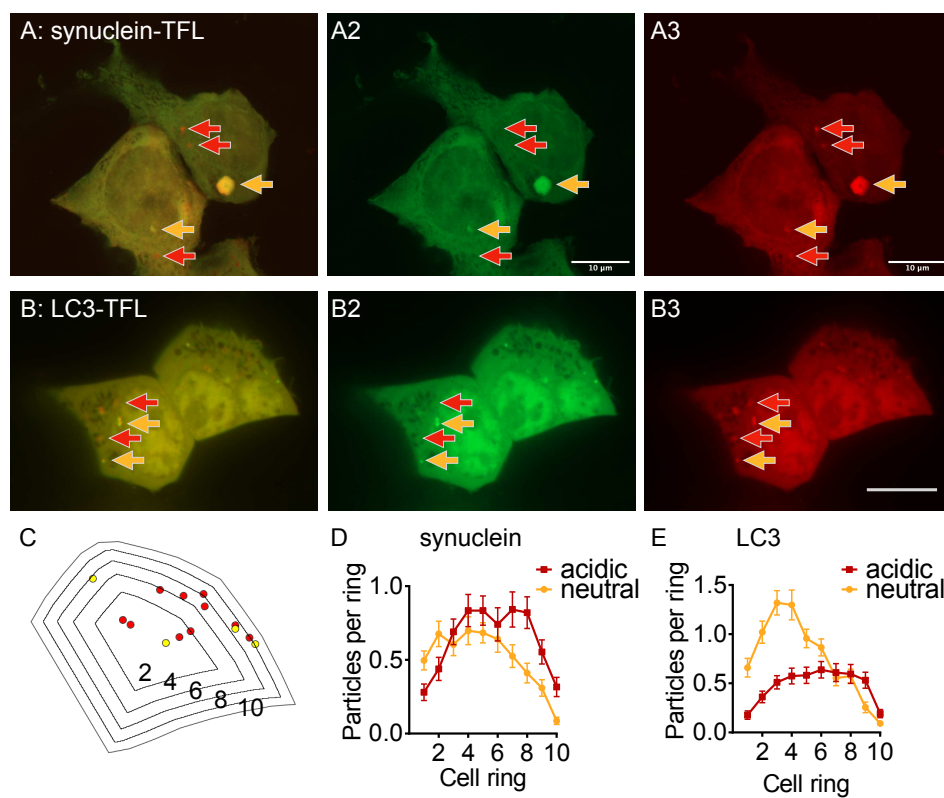 A: synuclein-TFL
A2
A3
10 µm
10 µm
B: LC3-TFL
B2
B3
C
2
4
6
8
10
D synuclein
acidic
neutral
Particles per ring
1.0
0.5
0.0
2 4 6 8 10
Cell ring
E LC3
acidic
neutral
Particles per ring
1.5
1.0
0.5
0.0
2 4 6 8 10
Cell ring